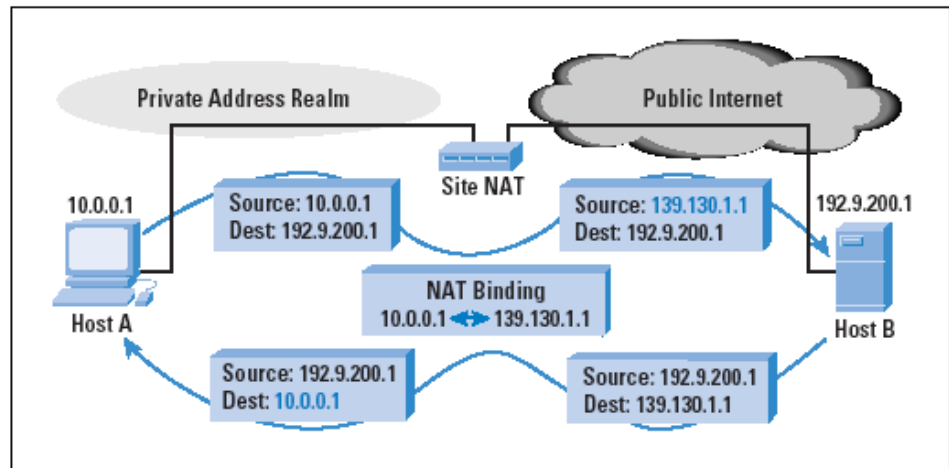 Private Address Realm
Public Internet
Site NAT
10.0.0.1
Source: 10.0.0.1
Dest: 192.9.200.1
Source: 139.130.1.1
Dest: 192.9.200.1
192.9.200.1
NAT Binding
10.0.0.1 139.130.1.1
Host A
Host B
Source: 192.9.200.1
Dest: 10.0.0.1
Source: 192.9.200.1
Dest: 139.130.1.1